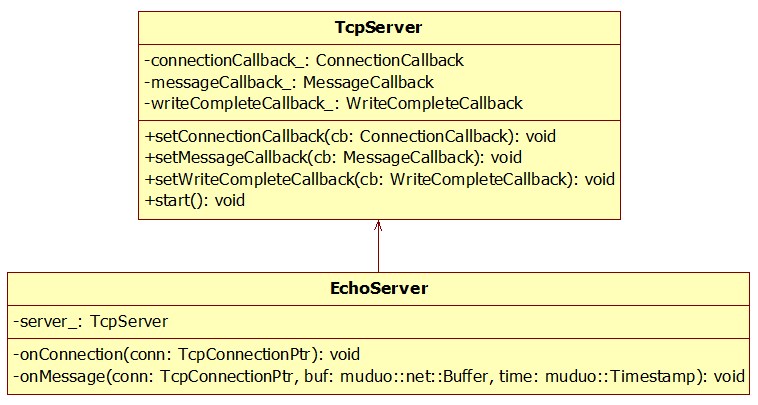 TcpServer
-connectionCallback_: ConnectionCallback
-messageCallback_: MessageCallback
-writeCompleteCallback_: WriteCompleteCallback
+setConnectionCallback(cb: ConnectionCallback): void
+setMessageCallback(cb: MessageCallback): void
+setWriteCompleteCallback(cb: WriteCompleteCallback): void
+start(): void
EchoServer
-server_: TcpServer
-onConnection(conn: TcpConnectionPtr): void
-onMessage(conn: TcpConnectionPtr, buf: muduo::net::Buffer, time: muduo::Timestamp): void